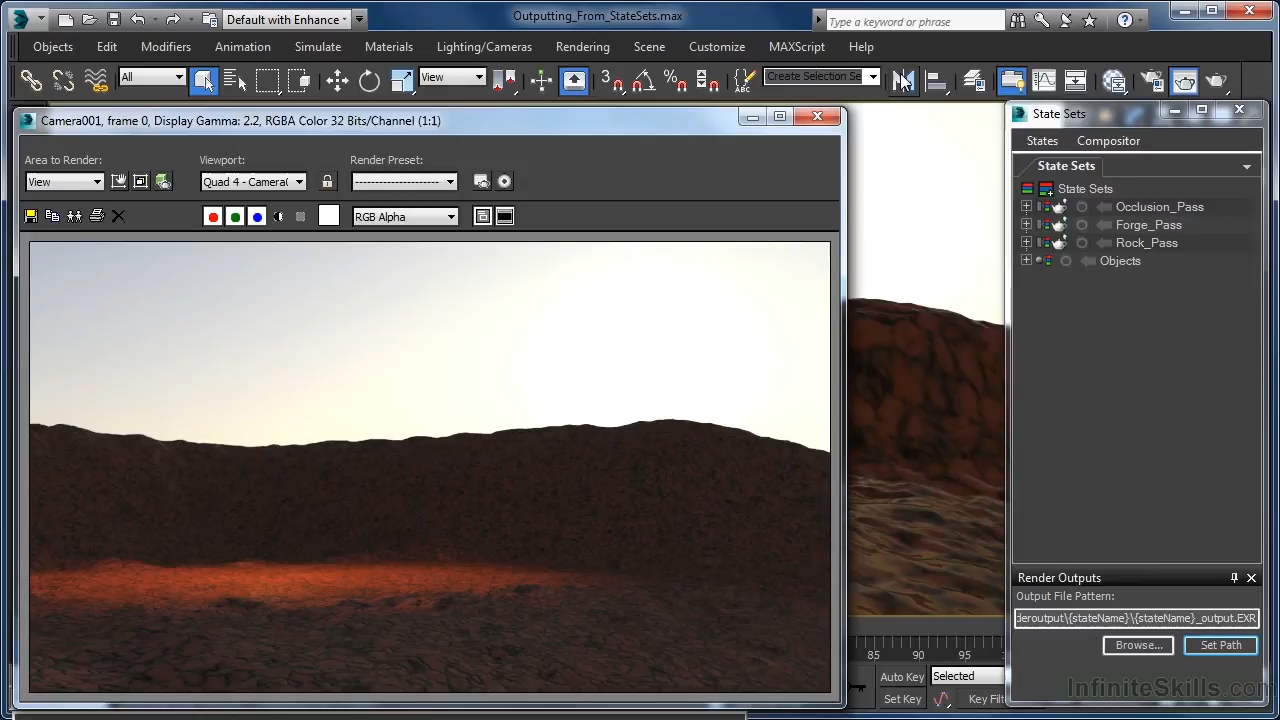 Default with Enhance
Outputting_From_StateSets.max
Type a keyword or phrase
Objects Edit Modifiers Animation Simulate Materials Lighting/Cameras Rendering Scene Customize MAXScript Help
All
View
3
%
ABC
Create Selection Se
Camera001, frame 0, Display Gamma: 2.2, RGBA Color 32 Bits/Channel (1:1)
Area to Render:
Viewport:
Render Preset:
View
Quad 4 - Camera(
RGB Alpha
State Sets
States Compositor
State Sets
State Sets
Occlusion_Pass
Forge_Pass
Rock_Pass
Objects
Render Outputs
Output File Pattern:
deroutput\{stateName}\{stateName}_output.EXR
Browse... Set Path
85 90 95
Auto Key Selected
Set Key Key Filt
InfiniteSkills.com